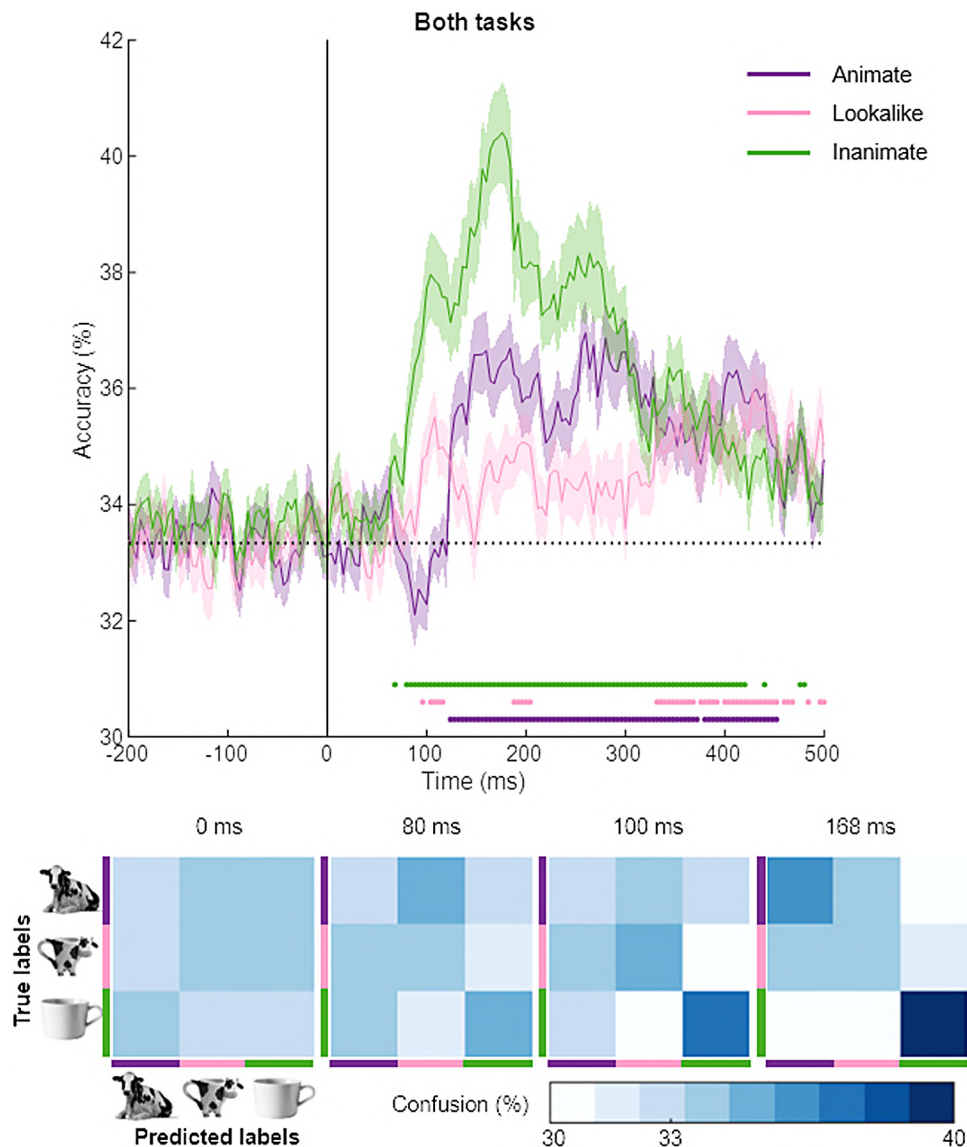 Both tasks
42
40
38
36
34
32
30
Accuracy (%)
Animate
Lookalike
Inanimate
-200 -100 0 100 200 300 400 500
Time (ms)
0 ms 80 ms 100 ms 168 ms
True labels
Predicted labels
Confusion (%)
30 33 40